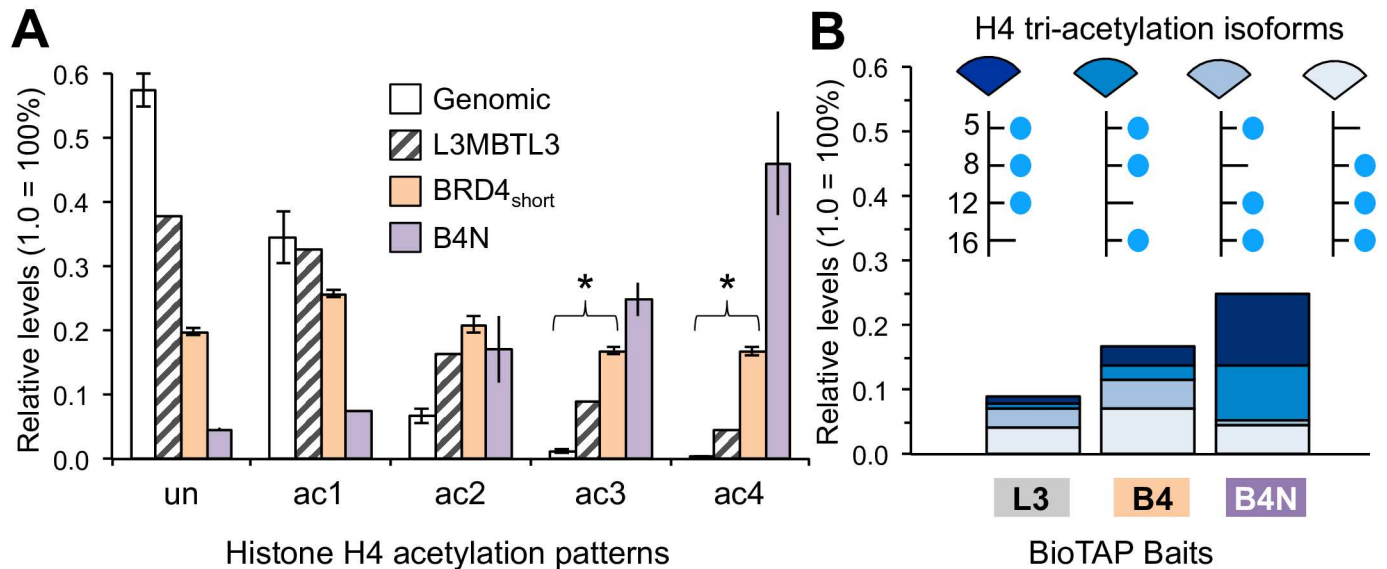 A
Relative levels (1.0 = 100%)
0.6
0.5
0.4
0.3
0.2
0.1
0.0
Genomic
L3MBTL3
BRD4short
B4N
*
*
un ac1 ac2 ac3 ac4
Histone H4 acetylation patterns
B
H4 tri-acetylation isoforms
Relative levels (1.0 = 100%)
0.6
0.5
0.4
0.3
0.2
0.1
0.0
5
8
12
16
L3 B4 B4N
BioTAP Baits